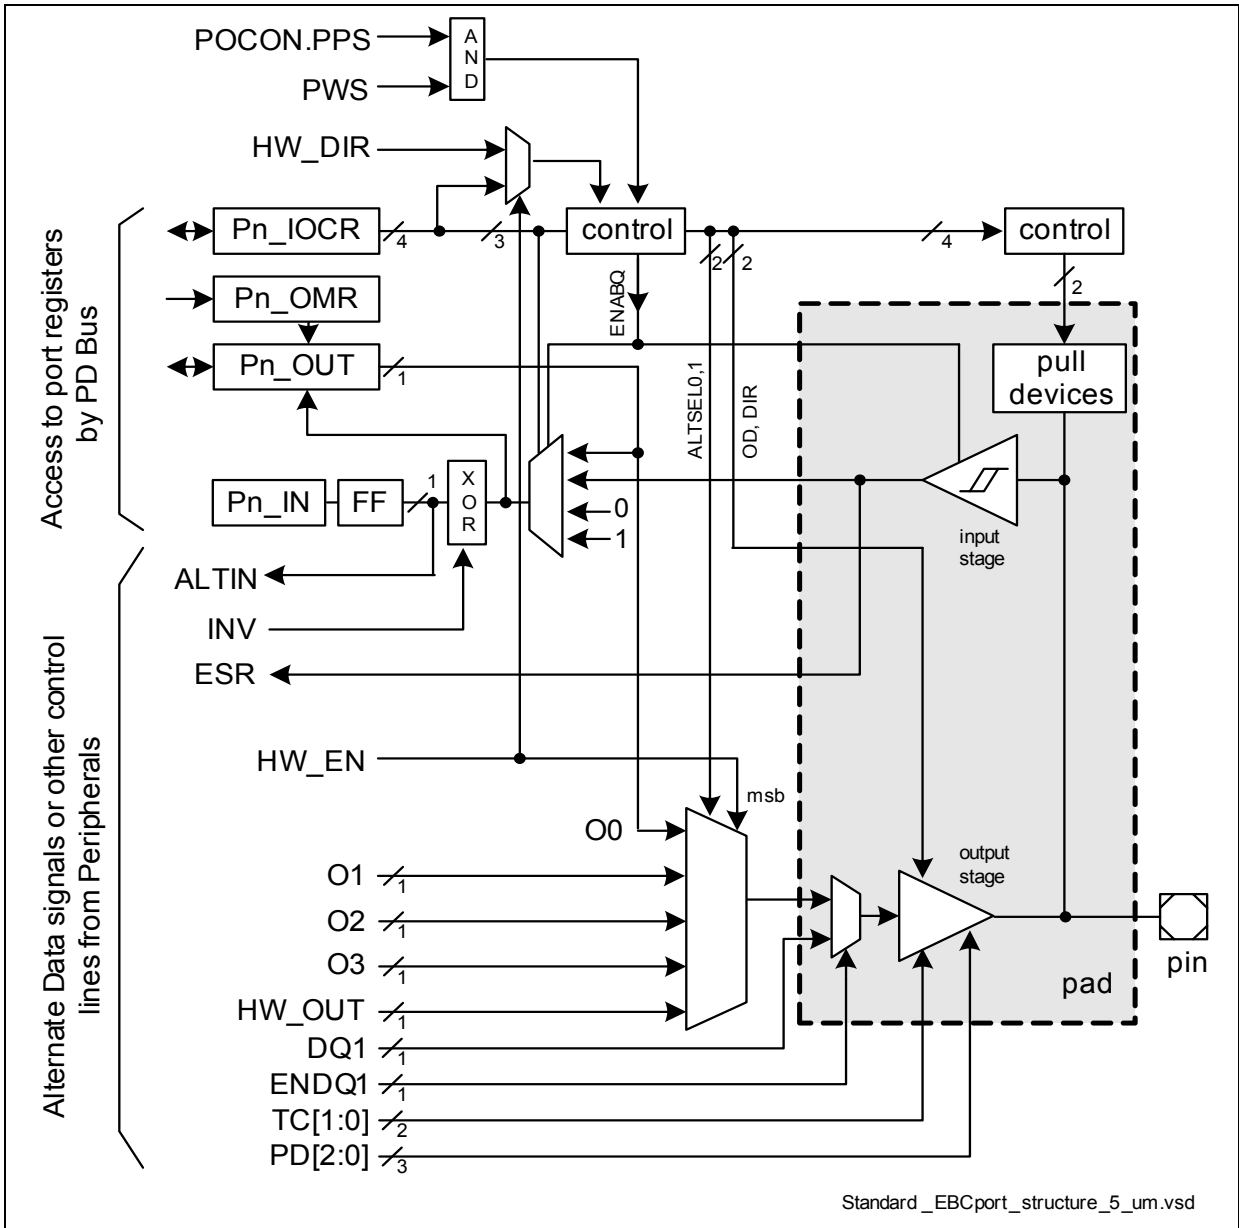 POCON.PPS
PWS
A
N
D
HW_DIR
Pn_IOCR
4
3
control
2
2
4
control
2
Pn_OMR
ENABQ
Pn_OUT
1
pull
devices
ALTSEL0,1
OD, DIR
Access to port registers
by PD Bus
Pn_IN
FF
1
X
O
R
0
1
input
stage
ALTIN
INV
ESR
Alternate Data signals or other control
lines from Peripherals
HW_EN
msb
O0
output
stage
O1
1
O2
1
O3
1
HW_OUT
1
DQ1
1
ENDQ1
1
TC[1:0]
2
PD[2:0]
3
pad
pin
Standard _EBCport_structure_5_um.vsd